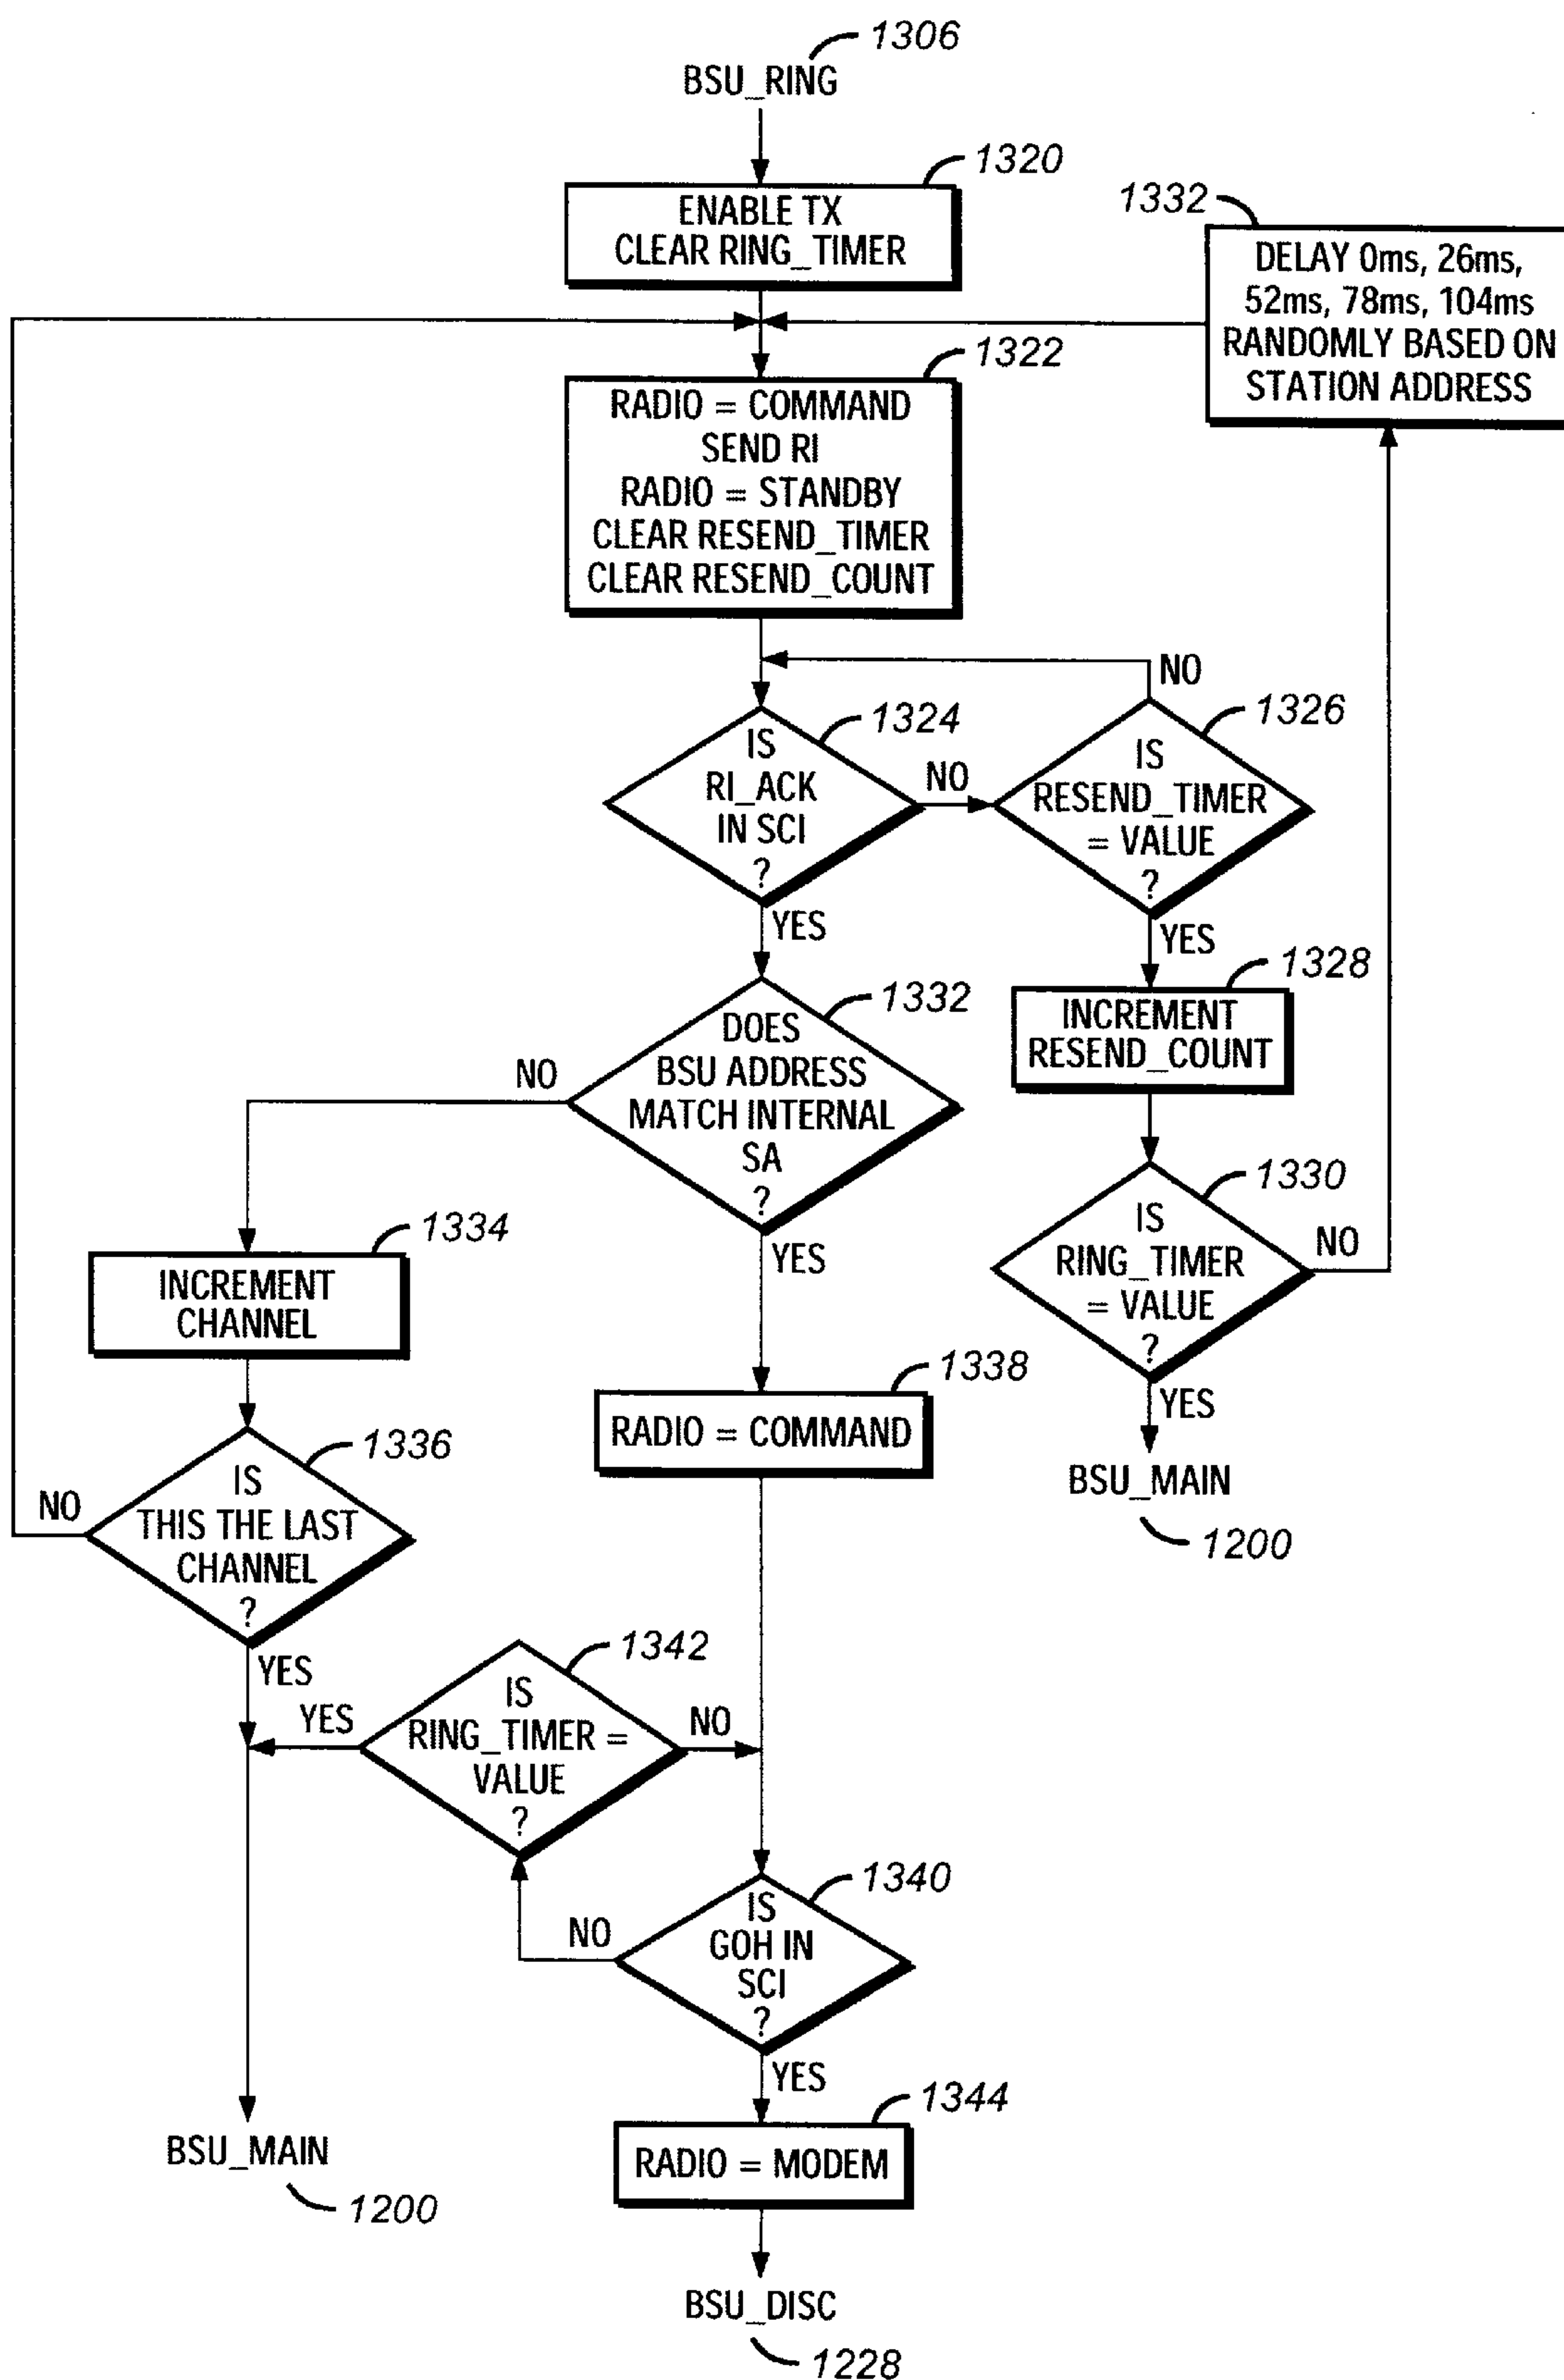 1306
BSU_RING
1320
ENABLE TX
CLEAR RING_TIMER
1332
DELAY 0ms, 26ms,
52ms, 78ms, 104ms
RANDOMLY BASED ON
STATION ADDRESS
1322
RADIO = COMMAND
SEND RI
RADIO = STANDBY
CLEAR RESEND_TIMER
CLEAR RESEND_COUNT
1324
IS
RI_ACK
IN SCI
?
NO
YES
1326
IS
RESEND_TIMER
= VALUE
?
NO
YES
1328
INCREMENT
RESEND_COUNT
1330
IS
RING_TIMER
= VALUE
?
NO
YES
BSU_MAIN
1200
1332
DOES
BSU ADDRESS
MATCH INTERNAL
SA
?
NO
YES
1334
INCREMENT
CHANNEL
1336
IS
THIS THE LAST
CHANNEL
?
NO
YES
1338
RADIO = COMMAND
1342
IS
RING_TIMER =
VALUE
?
YES
NO
1340
IS
GOH IN
SCI
?
NO
YES
1344
RADIO = MODEM
BSU_MAIN
1200
BSU_DISC
1228